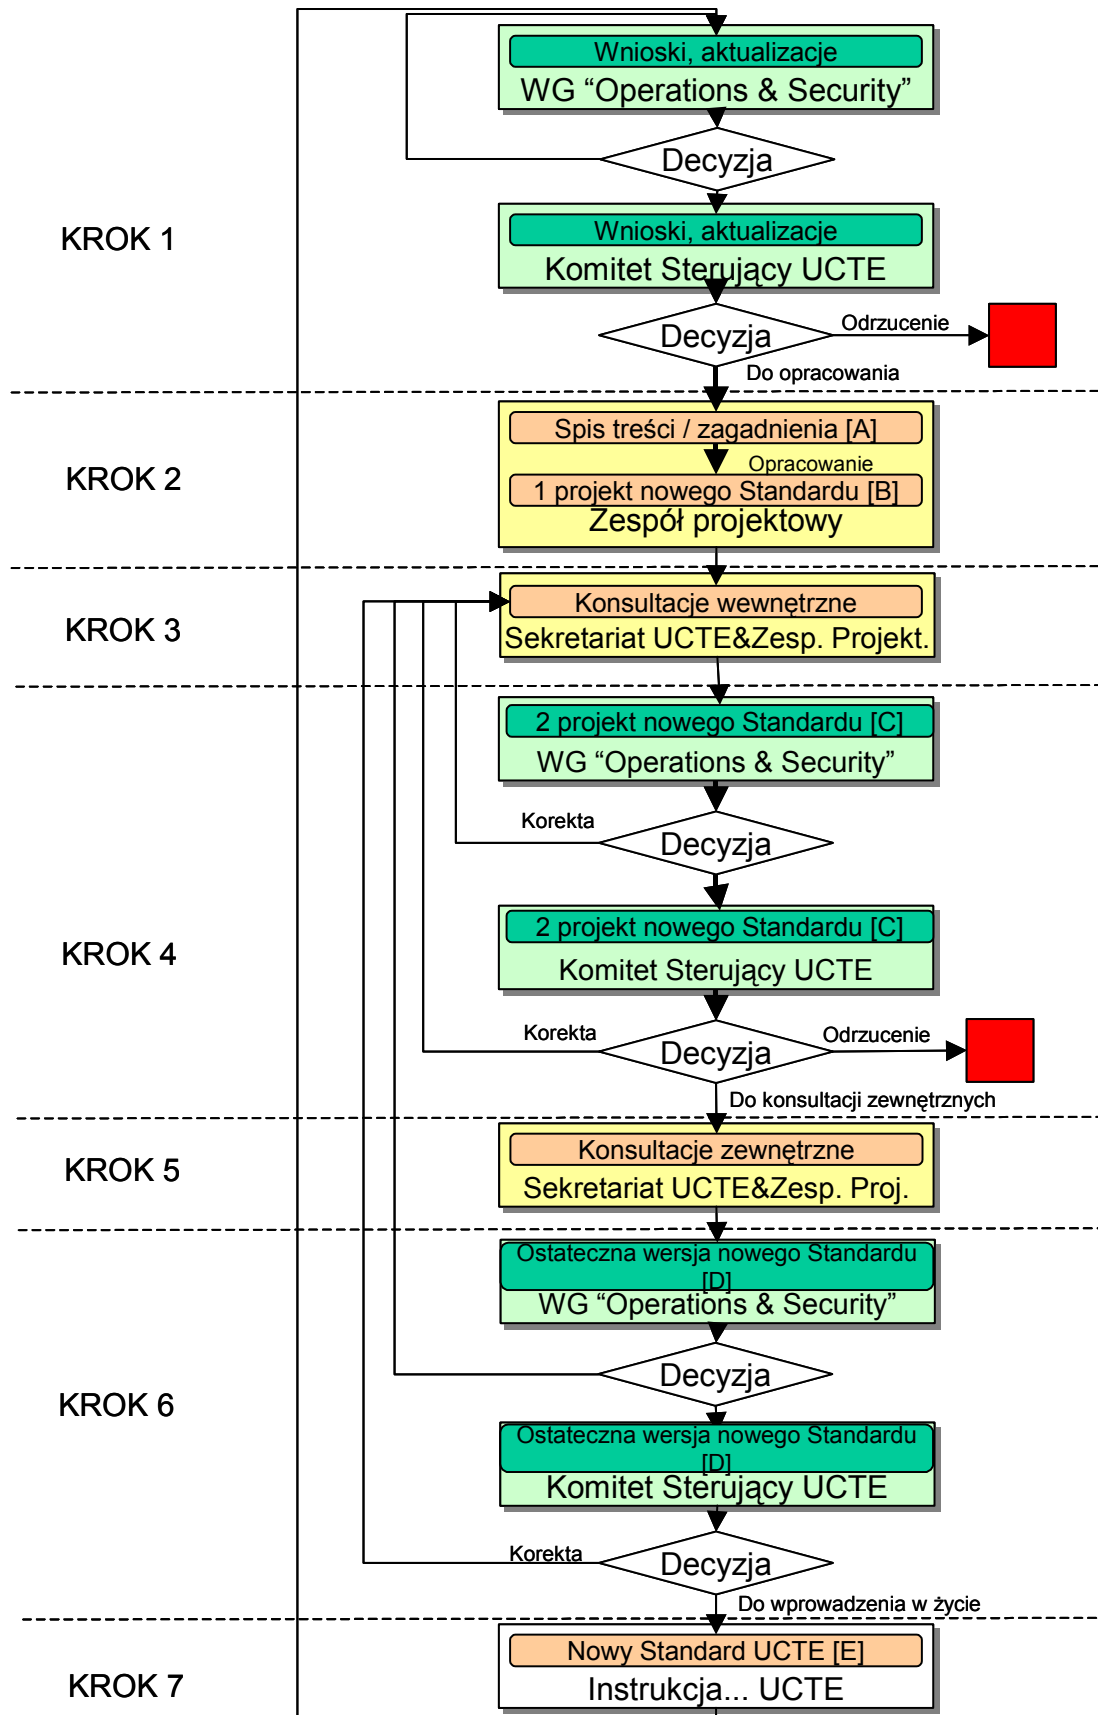 Wnioski, aktualizacje
WG “Operations & Security”
Decyzja
KROK 1
Wnioski, aktualizacje
Komitet Sterujący UCTE
Decyzja
Odrzucenie
Do opracowania
KROK 2
Spis treści / zagadnienia [A]
Opracowanie
1 projekt nowego Standardu [B]
Zespół projektowy
KROK 3
Konsultacje wewnętrzne
Sekretariat UCTE&Zesp. Projekt.
2 projekt nowego Standardu [C]
WG “Operations & Security”
Korekta
Decyzja
KROK 4
2 projekt nowego Standardu [C]
Komitet Sterujący UCTE
Korekta
Decyzja
Odrzucenie
Do konsultacji zewnętrznych
KROK 5
Konsultacje zewnętrzne
Sekretariat UCTE&Zesp. Proj.
Ostateczna wersja nowego Standardu
[D]
WG “Operations & Security”
Decyzja
KROK 6
Ostateczna wersja nowego Standardu
[D]
Komitet Sterujący UCTE
Korekta
Decyzja
Do wprowadzenia w życie
KROK 7
Nowy Standard UCTE [E]
Instrukcja... UCTE